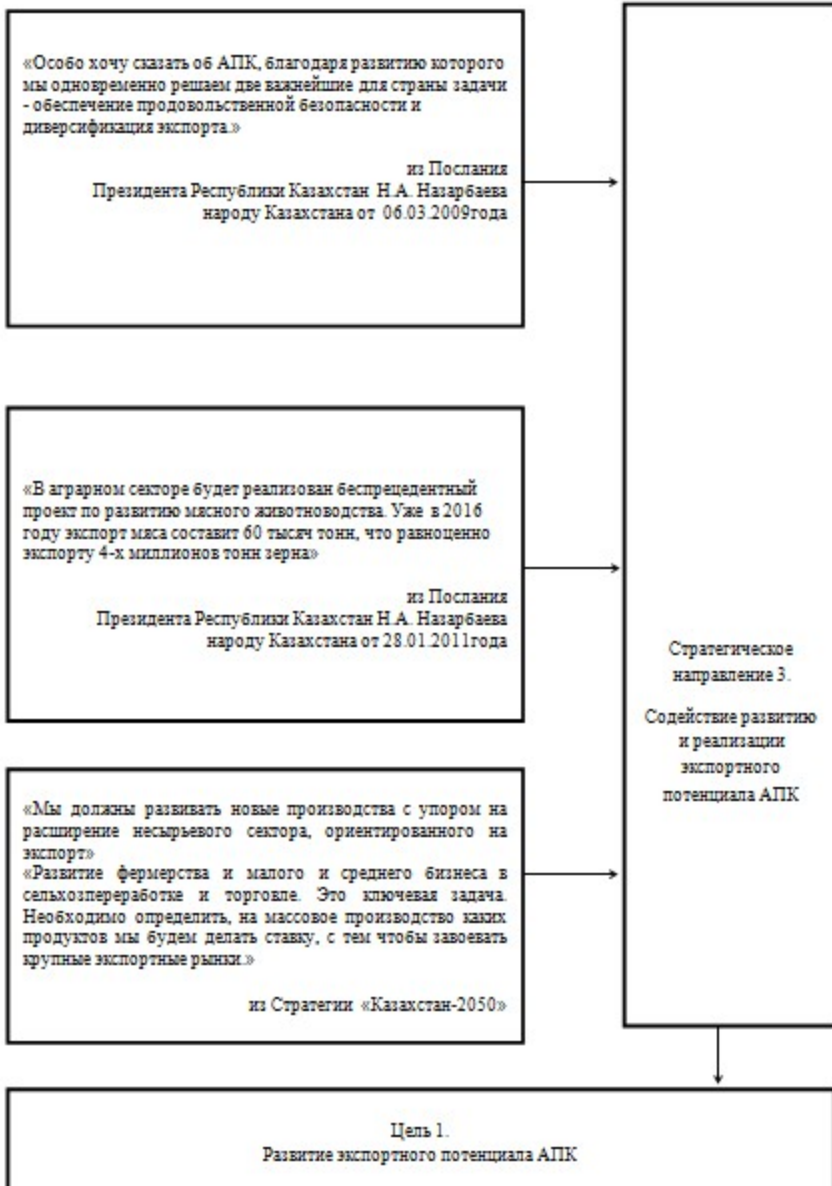 «Особо хочу сказать об АПК, благодаря развитию которого
мы одновременно решаем две важнейшие для страны задачи
- обеспечение продовольственной безопасности и
диверсификация экспорта.»
из Послания
Президента Республики Казахстан Н.А. Назарбаева
народу Казахстана от 06.03.2009года
«В аграрном секторе будет реализован беспрецедентный
проект по развитию мясного животноводства. Уже в 2016
году экспорт мяса составит 60 тысяч тонн, что равноценно
экспорту 4-х миллионов тонн зерна»
из Послания
Президента Республики Казахстан Н.А. Назарбаева
народу Казахстана от 28.01.2011года
«Мы должны развивать новые производства с упором на
расширение несырьевого сектора, ориентированного на
экспорт»
«Развитие фермерства и малого и среднего бизнеса в
сельхозпереработке и торговле. Это ключевая задача.
Необходимо определить, на массовое производство каких
продуктов мы будем делать ставку, с тем чтобы завоевать
крупные экспортные рынки.»
из Стратегии «Казахстан-2050»
Стратегическое
направление 3.
Содействие развитию
и реализации
экспортного
потенциала АПК
Цель 1.
Развитие экспортного потенциала АПК